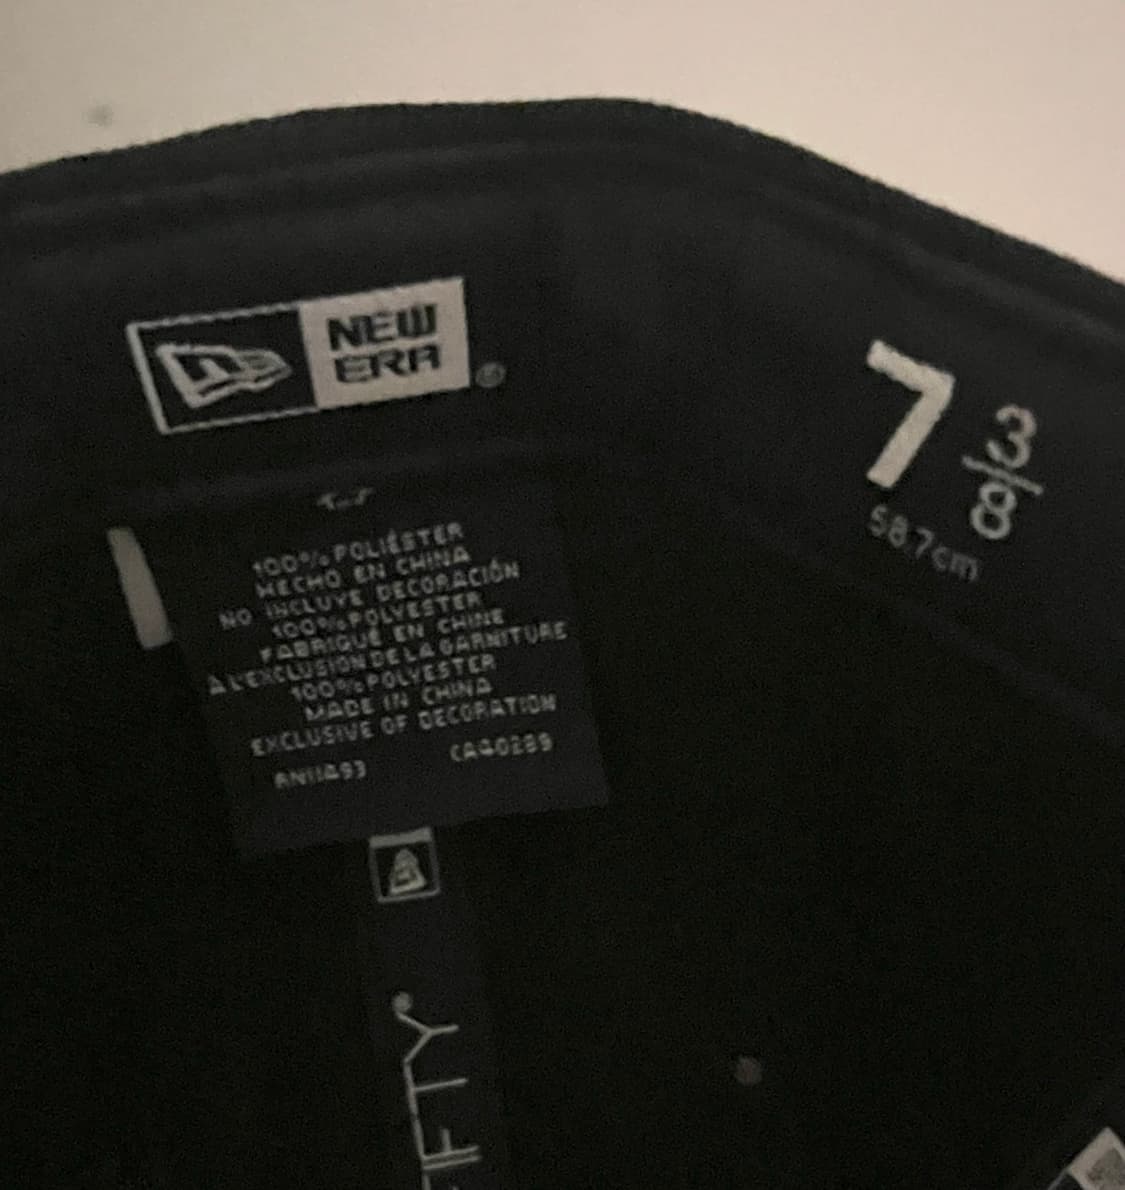 NEW
ERA
7 3/8
58.7cm
100% POLIÉSTER
HECHO EN CHINA
NO INCLUYE DECORACIÓN
100% POLYESTER
FABRIQUÉ EN CHINE
A L'EXCLUSION DE LA GARNITURE
100% POLYESTER
MADE IN CHINA
EXCLUSIVE OF DECORATION
IFTY